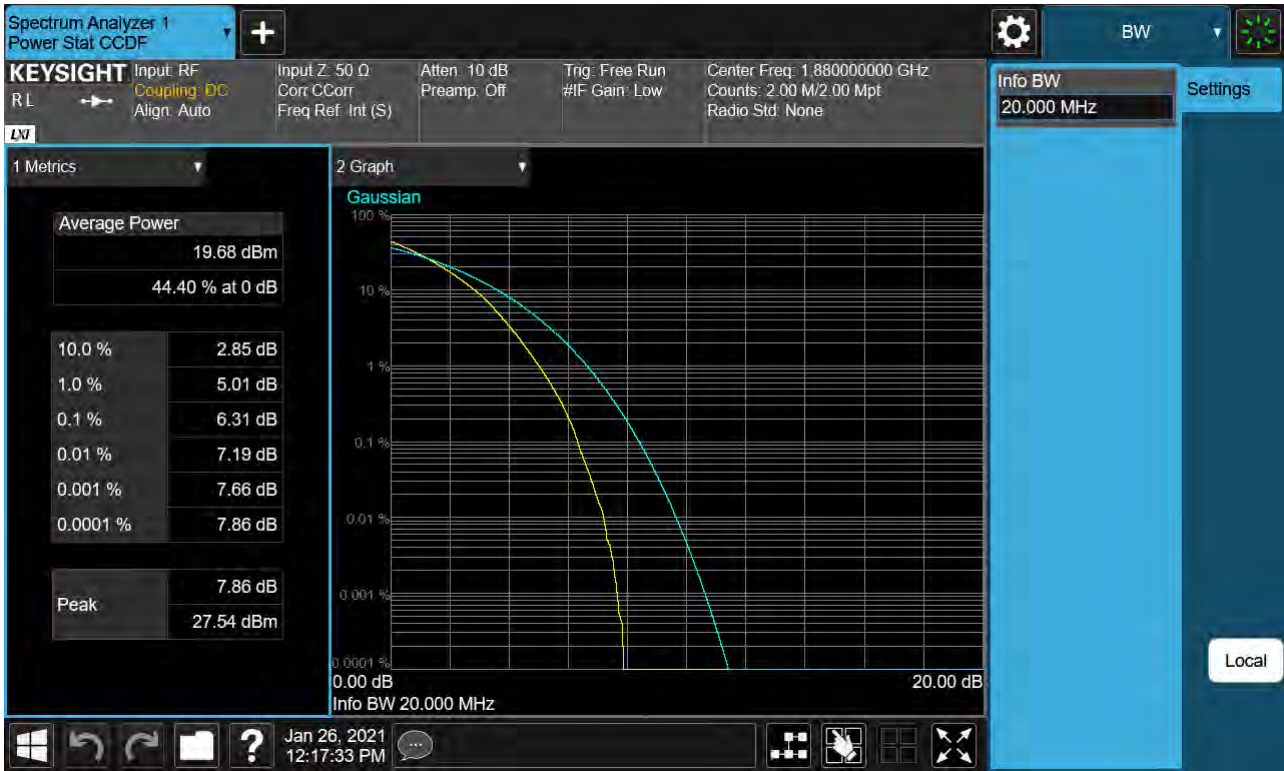 Spectrum Analyzer 1
Power Stat CCDF
+
BW
KEYSIGHT
RL
LXI
Input: RF
Coupling: DC
Align: Auto
Input Z: 50 Ω
Corr CCorr
Freq Ref: Int (S)
Atten: 10 dB
Preamp: Off
Trig: Free Run
#IF Gain: Low
Center Freq: 1.880000000 GHz
Counts: 2.00 M/2.00 Mpt
Radio Std: None
Info BW
20.000 MHz
Settings
1 Metrics
Average Power
19.68 dBm
44.40 % at 0 dB
10.0 % 2.85 dB
1.0 % 5.01 dB
0.1 % 6.31 dB
0.01 % 7.19 dB
0.001 % 7.66 dB
0.0001 % 7.86 dB
Peak
7.86 dB
27.54 dBm
2 Graph
Gaussian
100 %
10 %
1 %
0.1 %
0.01 %
0.001 %
0.0001 %
0.00 dB 20.00 dB
Info BW 20.000 MHz
Local
?
Jan 26, 2021
12:17:33 PM